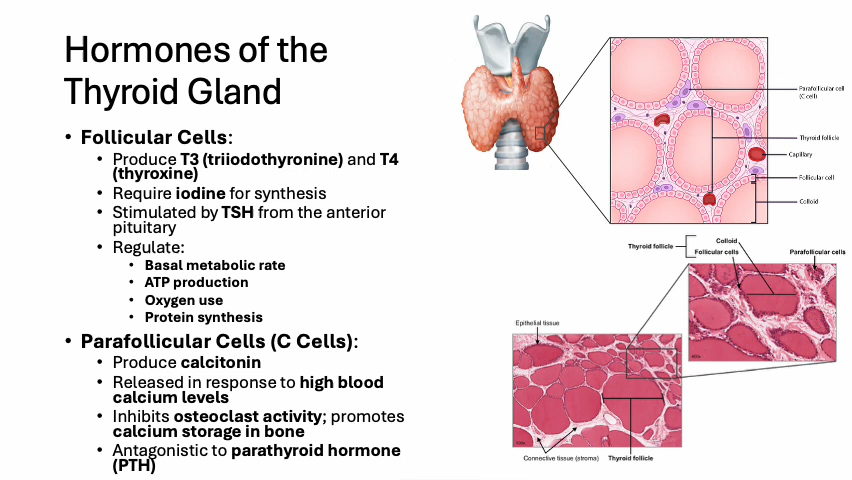 Hormones of the
Thyroid Gland
• Follicular Cells:
• Produce T3 (triiodothyronine) and T4
(thyroxine)
• Require iodine for synthesis
• Stimulated by TSH from the anterior
pituitary
• Regulate:
• Basal metabolic rate
• ATP production
• Oxygen use
• Protein synthesis
• Parafollicular Cells (C Cells):
• Produce calcitonin
• Released in response to high blood
calcium levels
• Inhibits osteoclast activity; promotes
calcium storage in bone
• Antagonistic to parathyroid hormone
(PTH)
Parafollicular cell
(C cell)
Thyroid follicle
Capillary
Follicular cell
Colloid
Thyroid follicle
Colloid
Follicular cells
Parafollicular cells
Epithelial tissue
Connective tissue (stroma)
Thyroid follicle